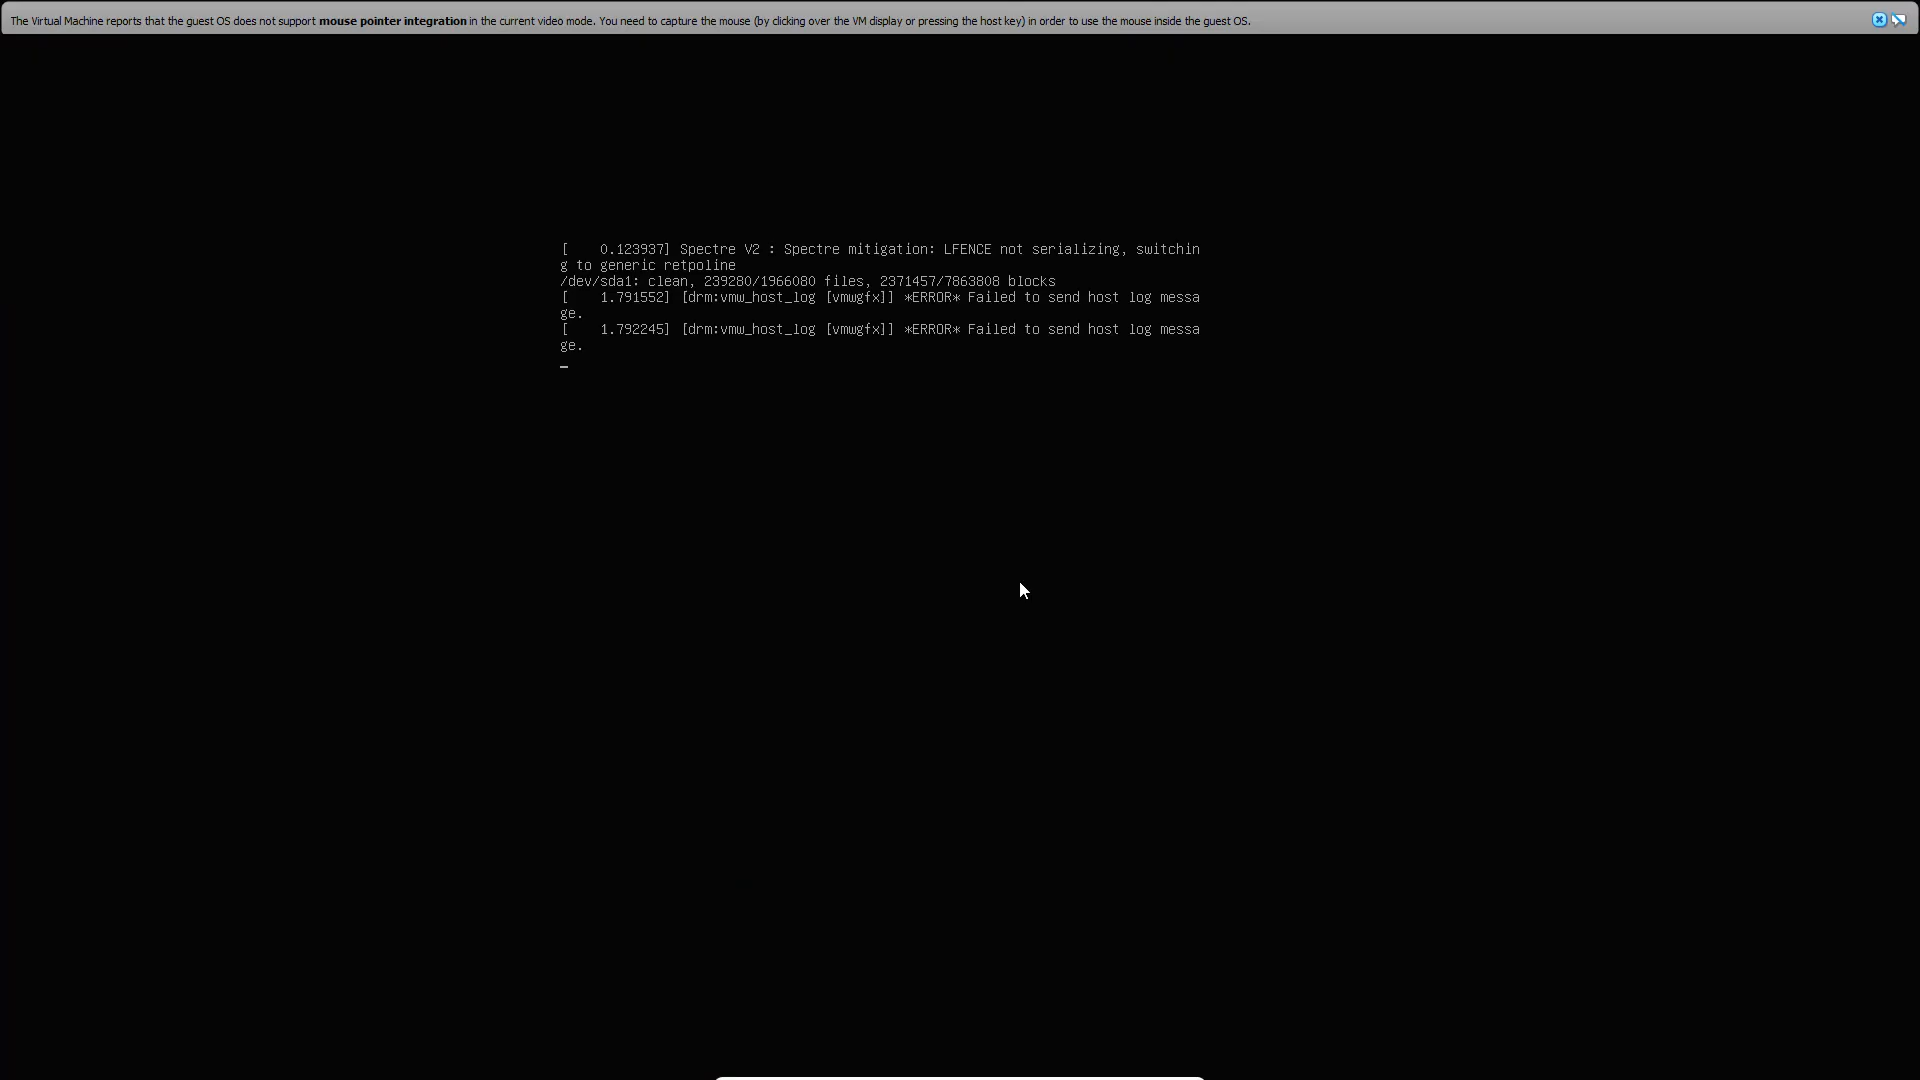 The Virtual Machine reports that the guest OS does not support mouse pointer integration in the current video mode. You need to capture the mouse (by clicking over the VM display or pressing the host key) in order to use the mouse inside the guest OS.
[    0.123937] Spectre V2 : Spectre mitigation: LFENCE not serializing, switchin
g to generic retpoline
/dev/sda1: clean, 239280/1966080 files, 2371457/7863808 blocks
[    1.791552] [drm:vmw_host_log [vmwgfx]] *ERROR* Failed to send host log messa
ge.
[    1.792245] [drm:vmw_host_log [vmwgfx]] *ERROR* Failed to send host log messa
ge.